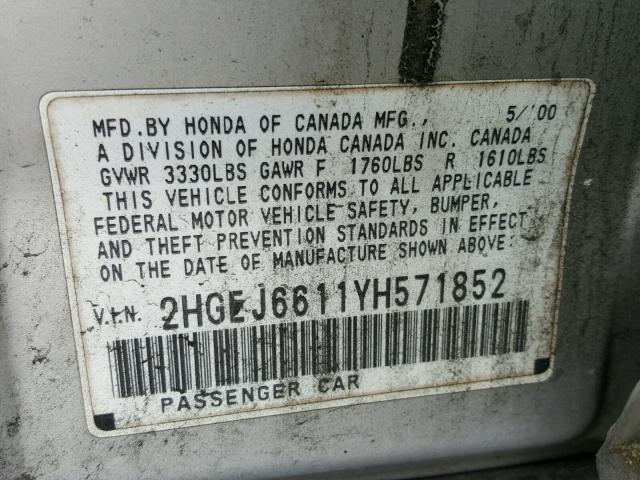 MFD.BY HONDA OF CANADA MFG., 5/'00
A DIVISION OF HONDA CANADA INC. CANADA
GVWR 3330LBS GAWR F 1760LBS R 1610LBS
THIS VEHICLE CONFORMS TO ALL APPLICABLE
FEDERAL MOTOR VEHICLE SAFETY, BUMPER,
AND THEFT PREVENTION STANDARDS IN EFFECT
ON THE DATE OF MANUFACTURE SHOWN ABOVE:
V.I.N. 2HGEJ6611YH571852
PASSENGER CAR